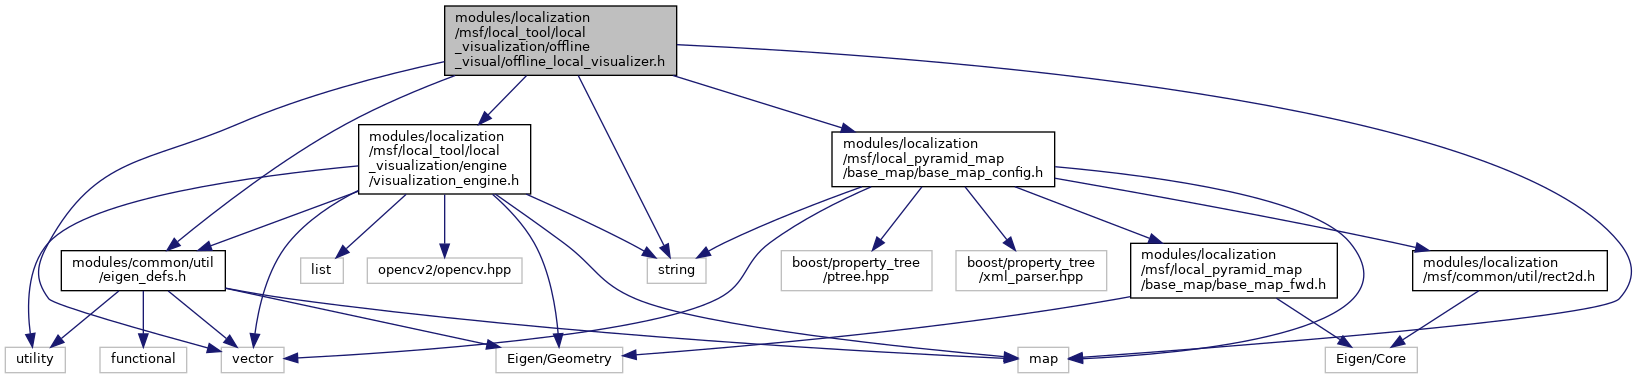 modules/localization
/msf/local_tool/local
_visualization/offline
_visual/offline_local_visualizer.h
modules/localization
/msf/local_tool/local
_visualization/engine
/visualization_engine.h
modules/localization
/msf/local_pyramid_map
/base_map/base_map_config.h
modules/common/util
/eigen_defs.h
list
opencv2/opencv.hpp
string
boost/property_tree
/ptree.hpp
boost/property_tree
/xml_parser.hpp
modules/localization
/msf/local_pyramid_map
/base_map/base_map_fwd.h
modules/localization
/msf/common/util/rect2d.h
utility
functional
vector
Eigen/Geometry
map
Eigen/Core